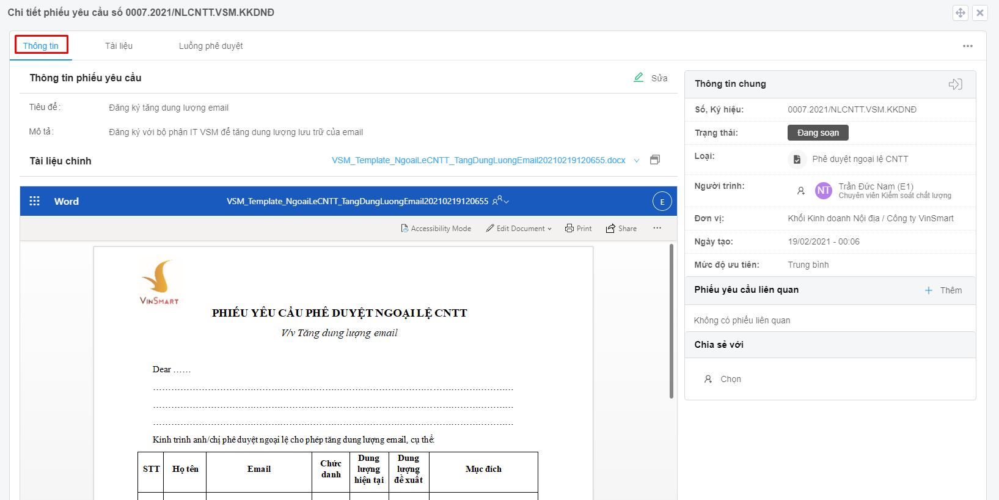 Chi tiết phiếu yêu cầu số 0007.2021/NLCNTT.VSM.KKDNĐ
Thông tin
Tài liệu
Luồng phê duyệt
Thông tin phiếu yêu cầu
Sửa
Tiêu đề:
Đăng ký tăng dung lượng email
Mô tả:
Đăng ký với bộ phận IT VSM để tăng dung lượng lưu trữ của email
Tài liệu chính
VSM_Template_NgoaiLeCNTT_TangDungLuongEmail20210219120655.docx
Word
VSM_Template_NgoaiLeCNTT_TangDungLuongEmail20210219120655
E
Accessibility Mode
Edit Document
Print
Share
VINSMART
PHIẾU YÊU CẦU PHÊ DUYỆT NGOẠI LỆ CNTT
V/v Tăng dung lượng email
Dear ......
Kính trình anh/chị phê duyệt ngoại lệ cho phép tăng dung lượng email, cụ thể:
STT
Họ tên
Email
Chức
danh
Dung
lượng
hiện tại
Dung
lượng
đề xuất
Mục đích
Thông tin chung
Số, Ký hiệu:
0007.2021/NLCNTT.VSM.KKDNĐ
Trạng thái:
Đang soạn
Loại:
Phê duyệt ngoại lệ CNTT
Người trình:
NT
Trần Đức Nam (E1)
Chuyên viên Kiểm soát chất lượng
Đơn vị:
Khối Kinh doanh Nội địa / Công ty VinSmart
Ngày tạo:
19/02/2021 - 00:06
Mức độ ưu tiên:
Trung bình
Phiếu yêu cầu liên quan
Thêm
Không có phiếu liên quan
Chia sẻ với
Chọn